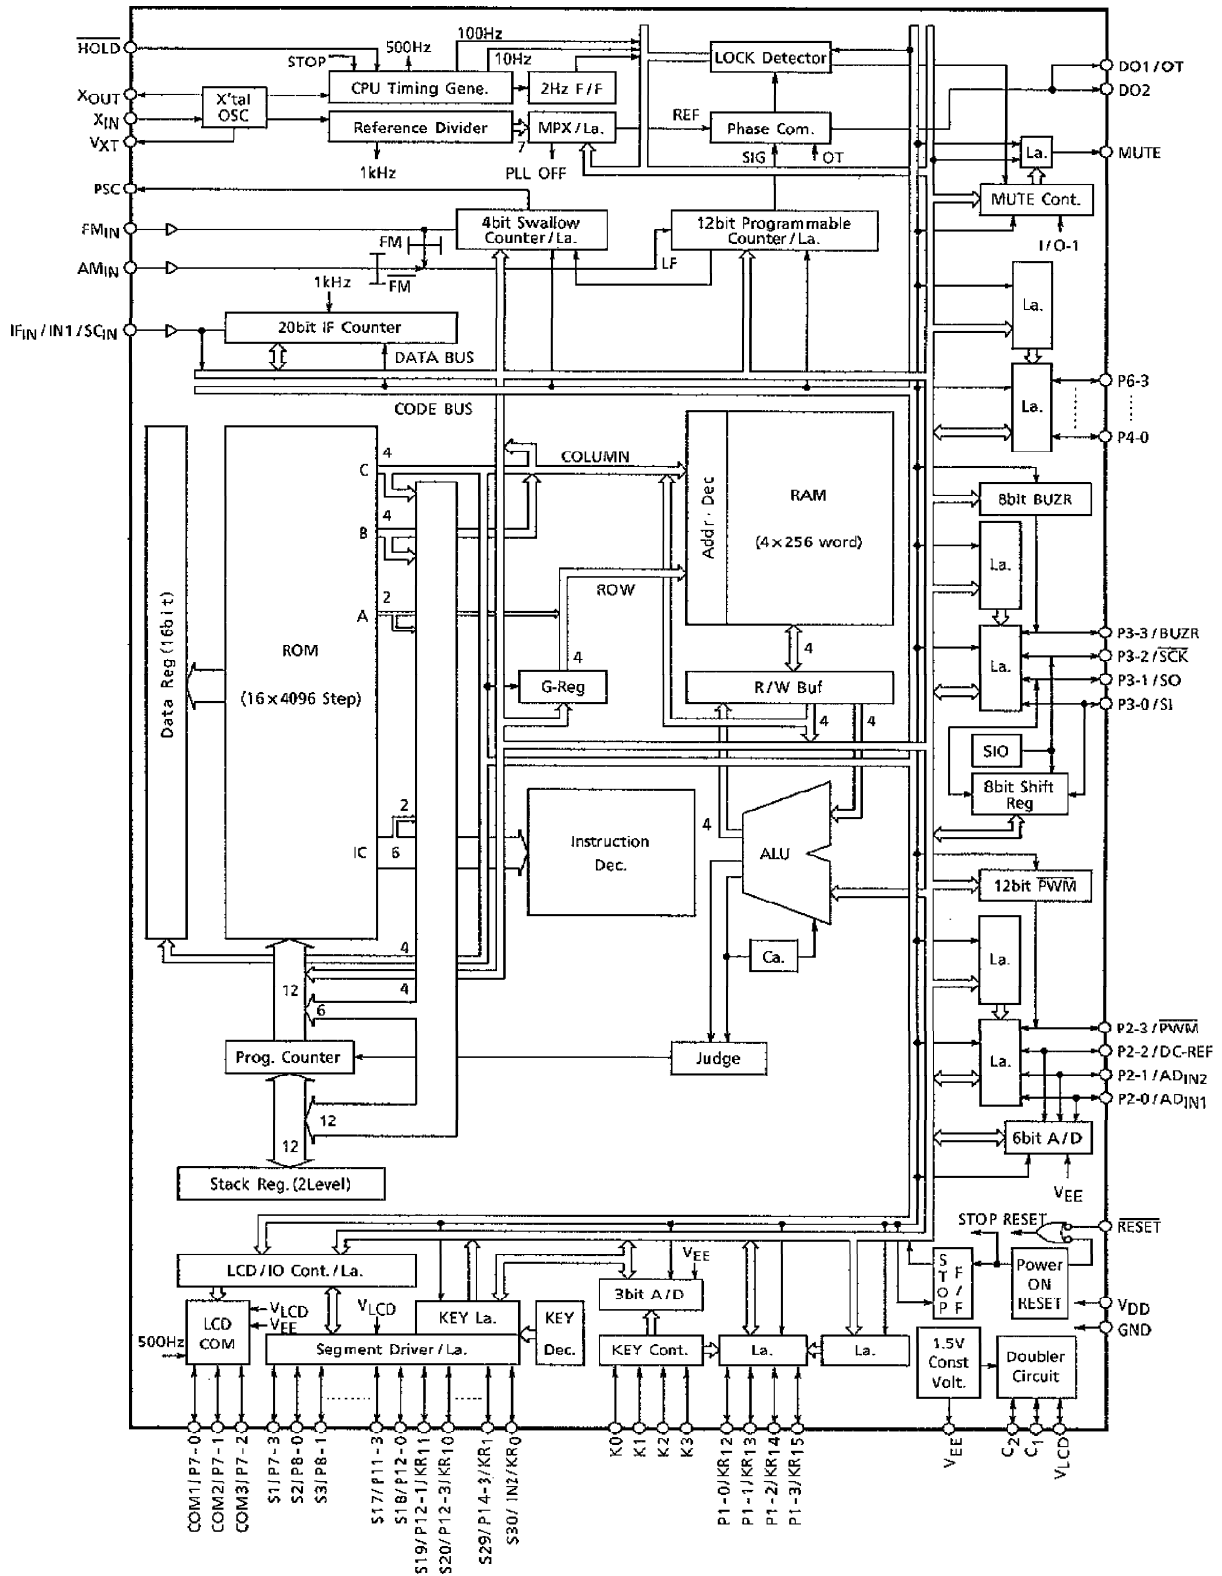 HOLD
STOP
500Hz
100Hz
10Hz
CPU Timing Gene.
2Hz F/F
LOCK Detector
DO1/OT
DO2
XOUT
XIN
VXT
X'tal
OSC
Reference Divider
MPX/La.
7
REF
Phase Com.
SIG
OT
1kHz
PLL OFF
La.
MUTE
MUTE Cont.
I/O-1
PSC
FMIN
AMIN
FM
FM
4bit Swallow
Counter/La.
LF
12bit Programmable
Counter/La.
1kHz
IFIN/IN1/SCIN
20bit IF Counter
DATA BUS
CODE BUS
La.
La.
P6-3
P4-0
Data Reg (16bit)
ROM
(16×4096 Step)
C
4
B
4
A
2
IC
2
6
COLUMN
ROW
4
G-Reg
Addr. Dec
RAM
(4×256 word)
4
R/W Buf
4
4
8bit BUZR
La.
La.
P3-3/BUZR
P3-2/SCK
P3-1/SO
P3-0/SI
SIO
8bit Shift
Reg
Instruction
Dec.
4
ALU
Ca.
Judge
12bit PWM
La.
La.
P2-3/PWM
P2-2/DC-REF
P2-1/ADIN2
P2-0/ADIN1
6bit A/D
VEE
4
4
12
6
Prog. Counter
12
12
Stack Reg. (2Level)
STOP RESET
RESET
STOP
F/F
Power
ON
RESET
VDD
GND
LCD/IO Cont./La.
LCD
COM
500Hz
VLCD
VEE
VLCD
KEY La.
Segment Driver/La.
KEY
Dec.
VEE
3bit A/D
KEY Cont.
La.
La.
1.5V
Const
Volt.
Doubler
Circuit
COM1/P7-0
COM2/P7-1
COM3/P7-2
S1/P7-3
S2/P8-0
S3/P8-1
S17/P11-3
S18/P12-0
S19/P12-1/KR11
S20/P12-3/KR10
S29/P14-3/KR1
S30/IN2/KR0
K0
K1
K2
K3
P1-0/KR12
P1-1/KR13
P1-2/KR14
P1-3/KR15
VEE
C2
C1
VLCD